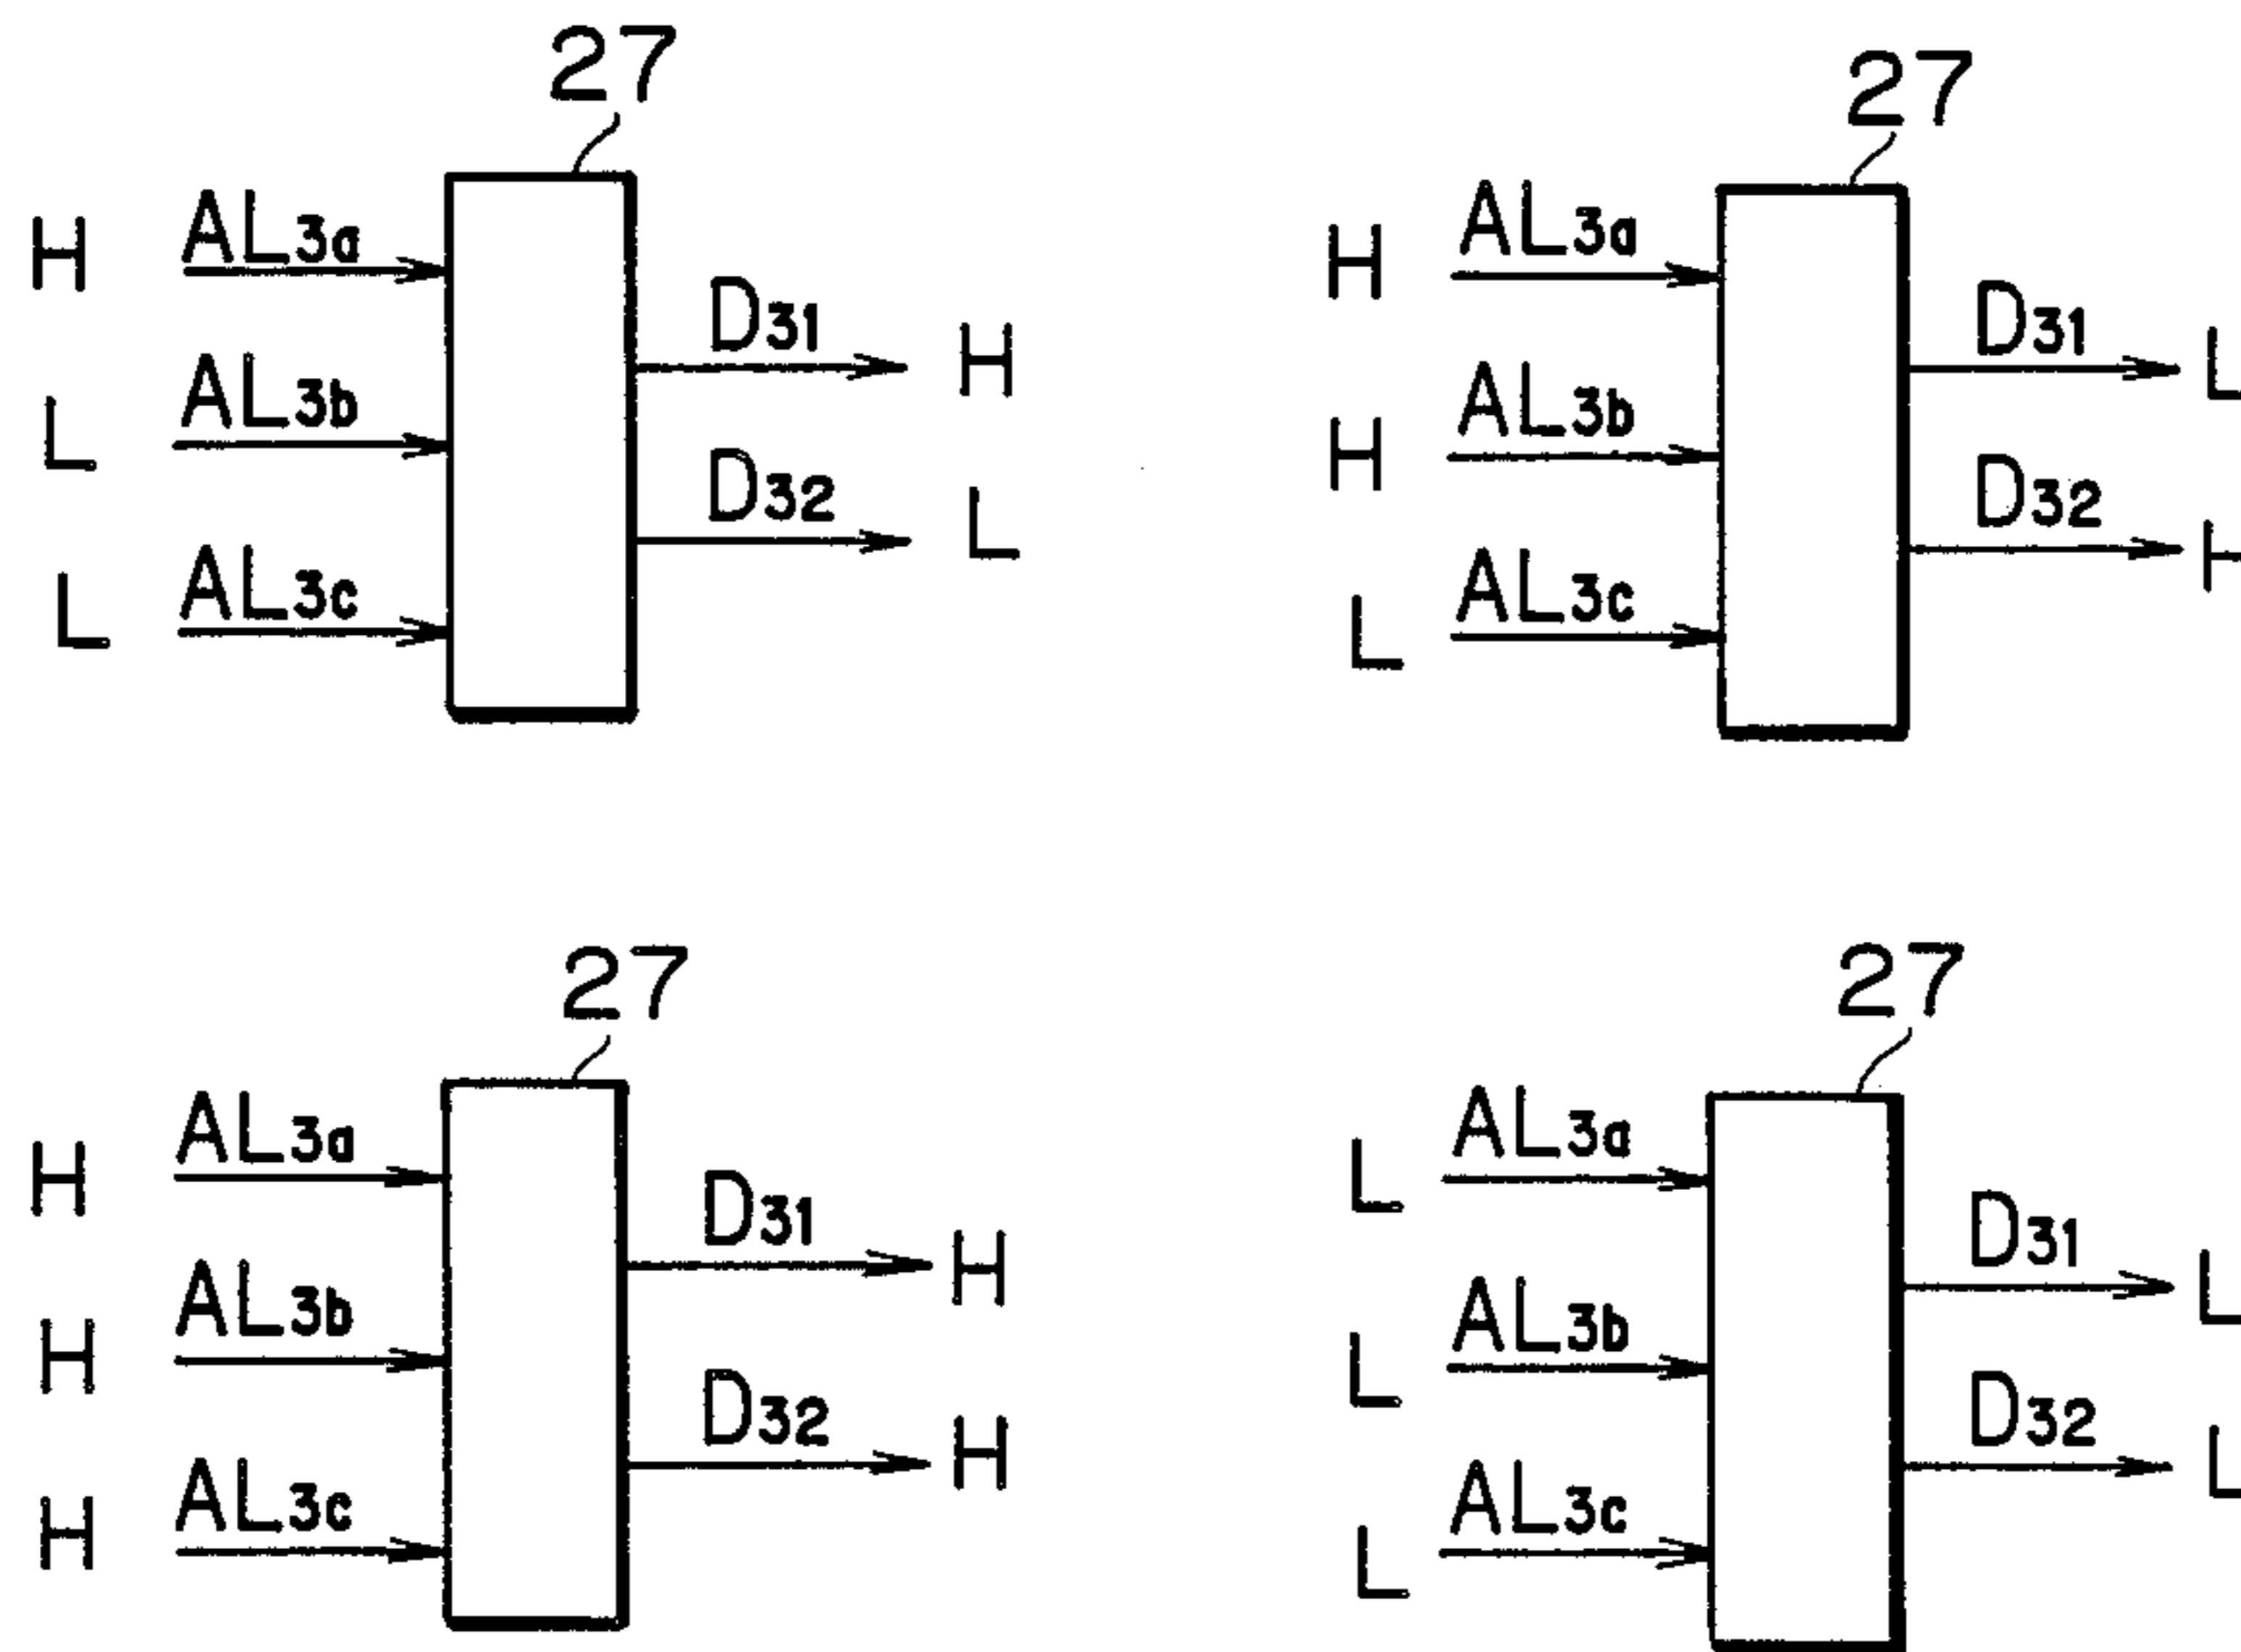 27
H AL3a
D31 H
L AL3b
D32 L
L AL3c
27
H AL3a
D31 L
H AL3b
D32 H
L AL3c
27
H AL3a
D31 H
H AL3b
D32 H
H AL3c
27
L AL3a
D31 L
L AL3b
D32 L
L AL3c